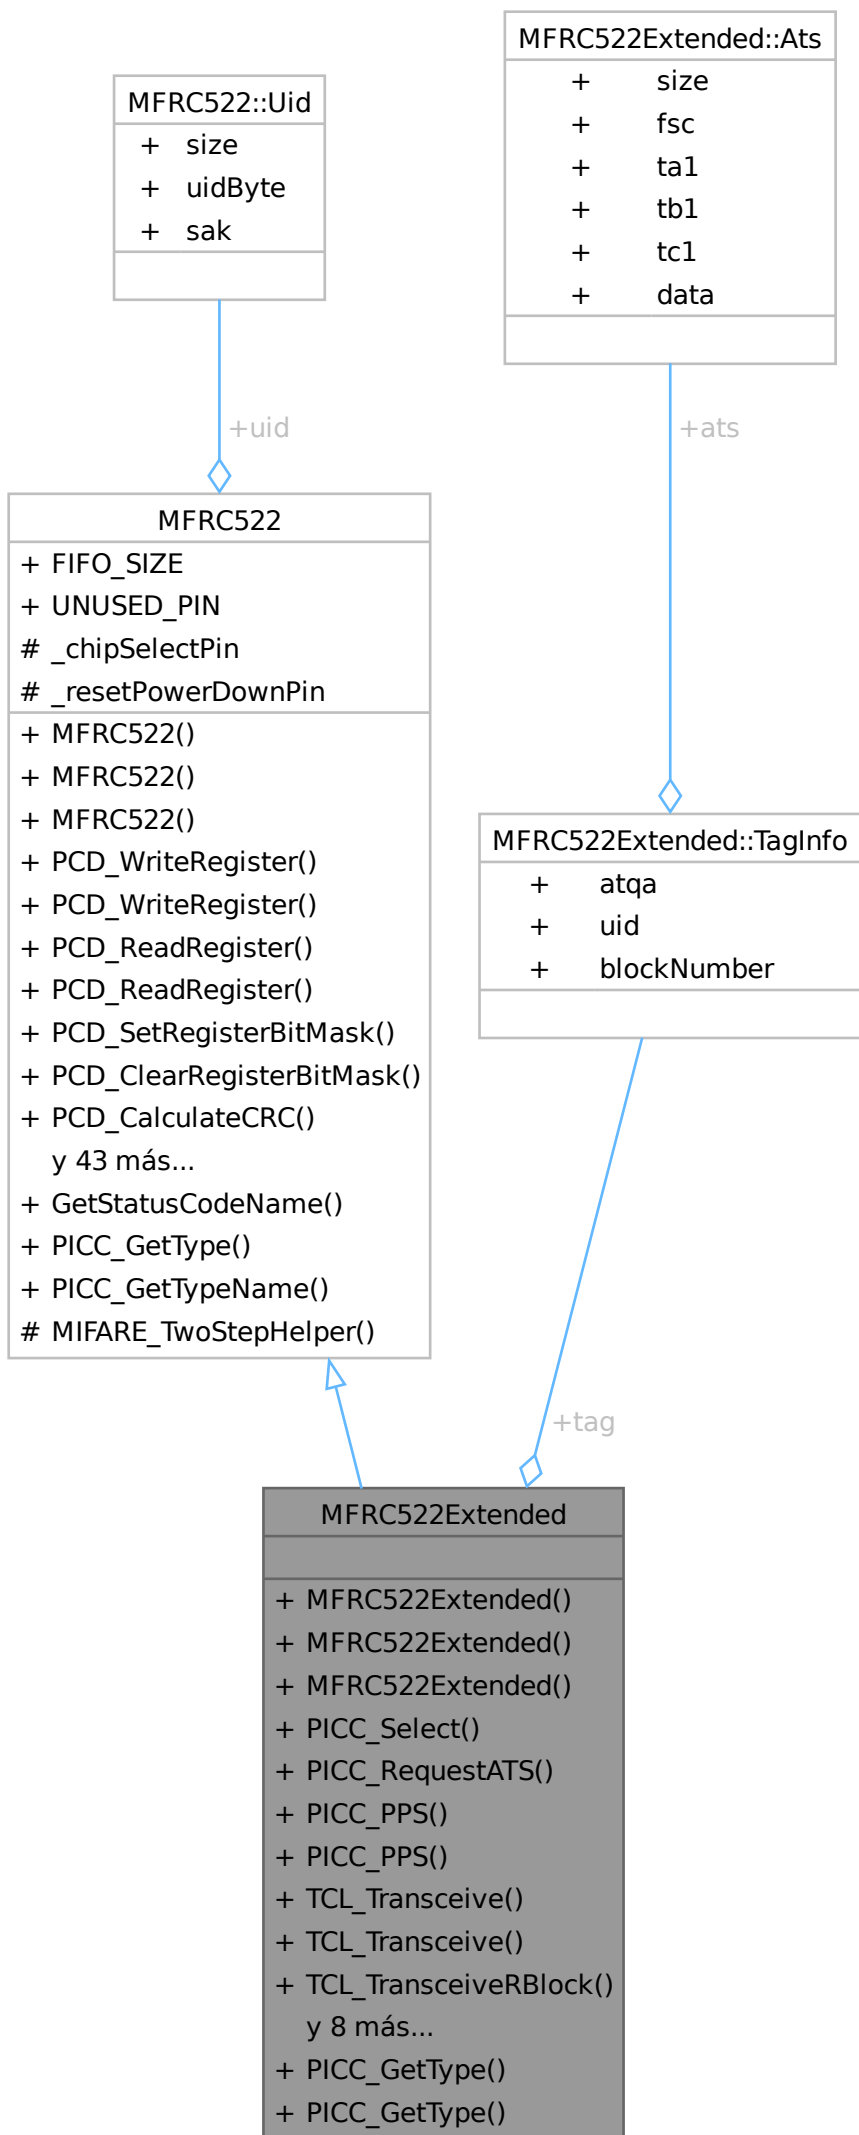 MFRC522Extended::Ats
+ size
+ fsc
+ ta1
+ tb1
+ tc1
+ data
MFRC522::Uid
+ size
+ uidByte
+ sak
+uid
+ats
MFRC522
+ FIFO_SIZE
+ UNUSED_PIN
# _chipSelectPin
# _resetPowerDownPin
+ MFRC522()
+ MFRC522()
+ MFRC522()
+ PCD_WriteRegister()
+ PCD_WriteRegister()
+ PCD_ReadRegister()
+ PCD_ReadRegister()
+ PCD_SetRegisterBitMask()
+ PCD_ClearRegisterBitMask()
+ PCD_CalculateCRC()
y 43 más...
+ GetStatusCodeName()
+ PICC_GetType()
+ PICC_GetTypeName()
# MIFARE_TwoStepHelper()
MFRC522Extended::TagInfo
+ atqa
+ uid
+ blockNumber
+tag
MFRC522Extended
+ MFRC522Extended()
+ MFRC522Extended()
+ MFRC522Extended()
+ PICC_Select()
+ PICC_RequestATS()
+ PICC_PPS()
+ PICC_PPS()
+ TCL_Transceive()
+ TCL_Transceive()
+ TCL_TransceiveRBlock()
y 8 más...
+ PICC_GetType()
+ PICC_GetType()